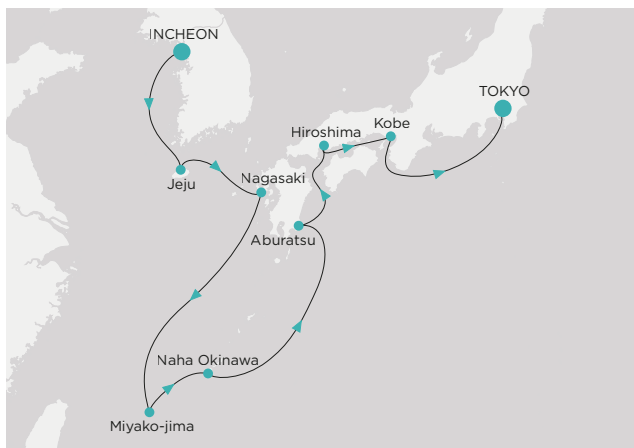 INCHEON
TOKYO
Kobe
Hiroshima
Nagasaki
Jeju
Aburatsu
Naha Okinawa
Miyako-jima